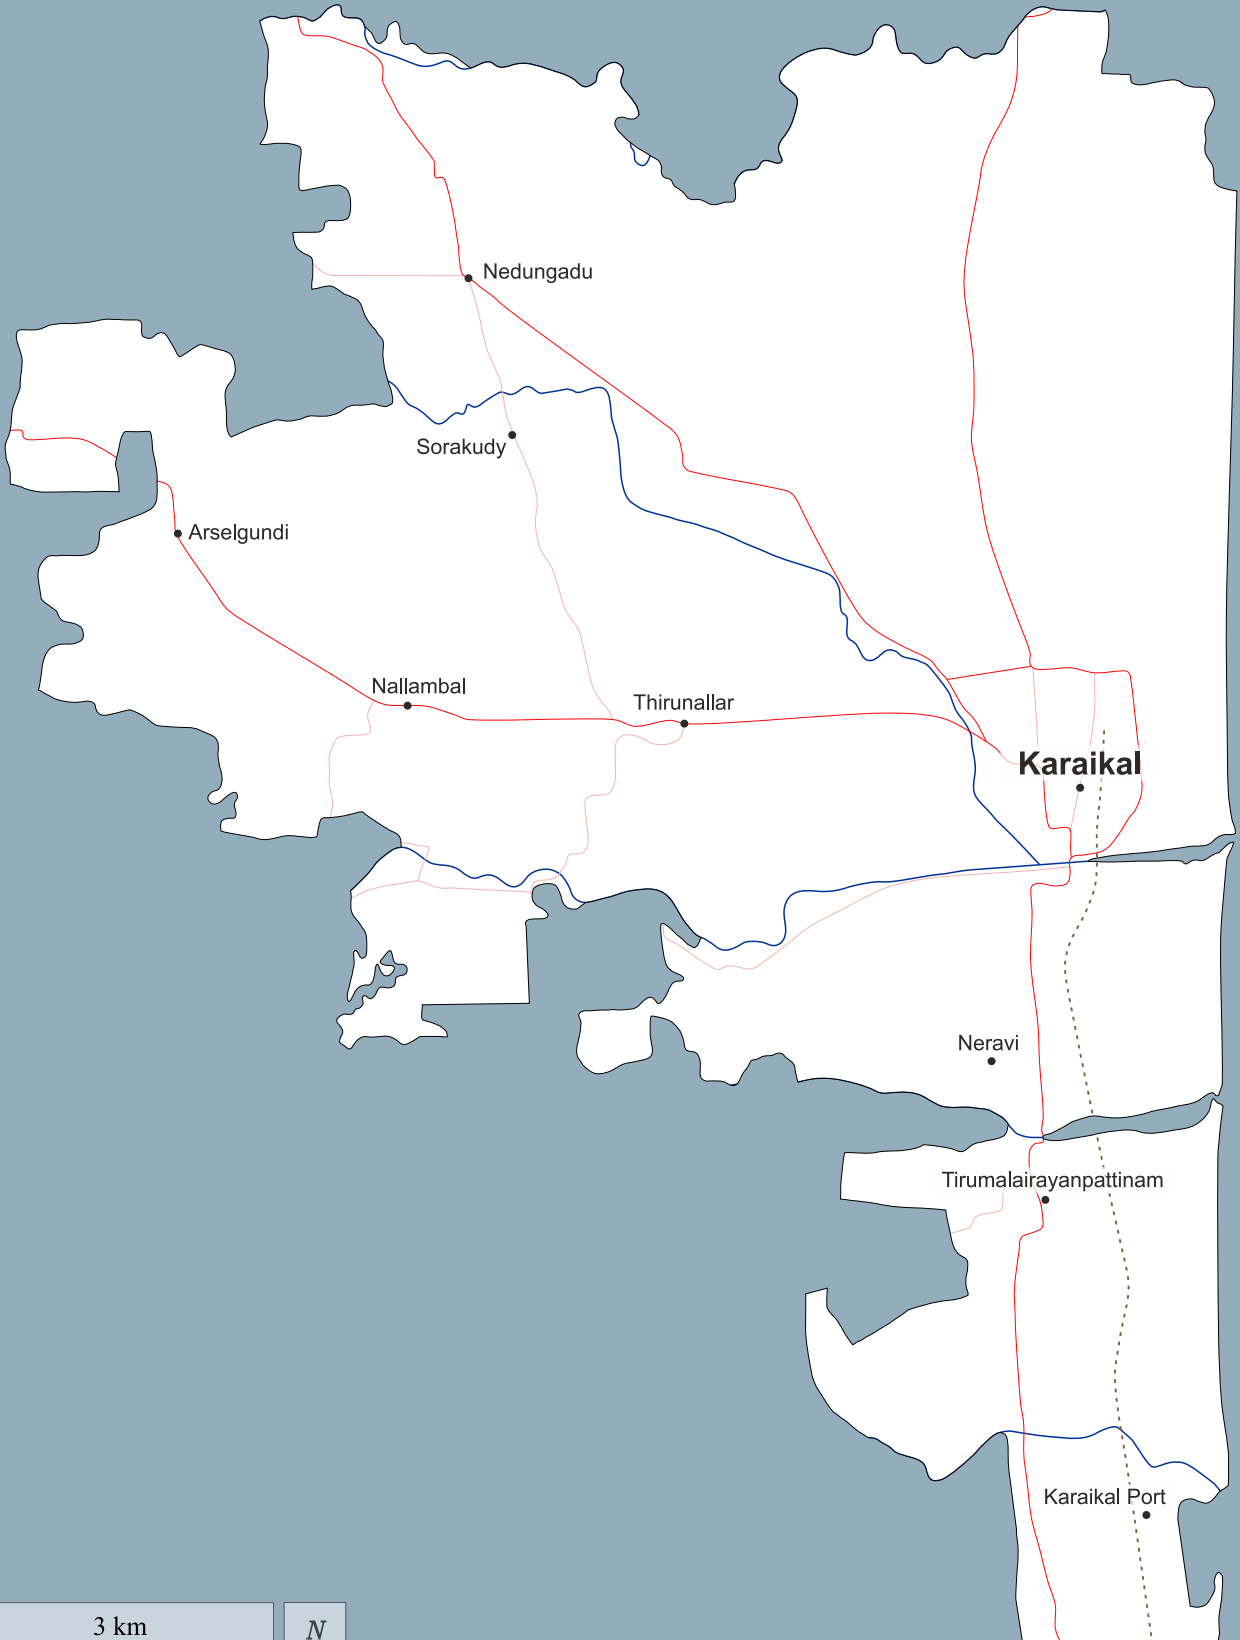 Nedungadu
Sorakudy
Arselgundi
Nallambal
Thirunallar
Karaikal
Neravi
Tirumalairayanpattinam
Karaikal Port
3 km
N